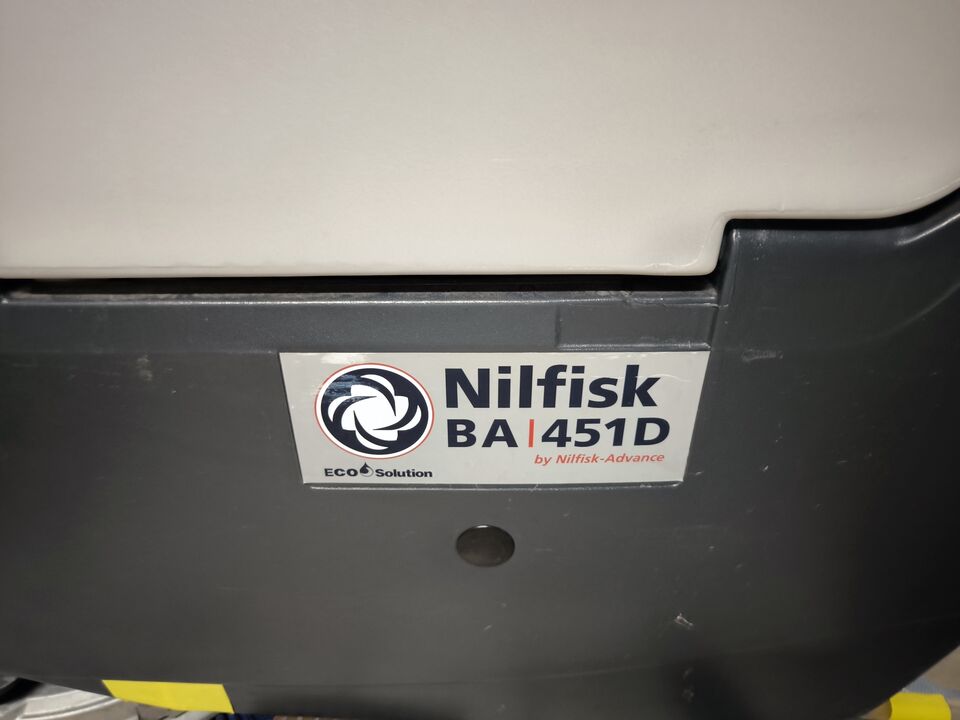 Nilfisk
BA|451D
by Nilfisk-Advance
ECO Solution